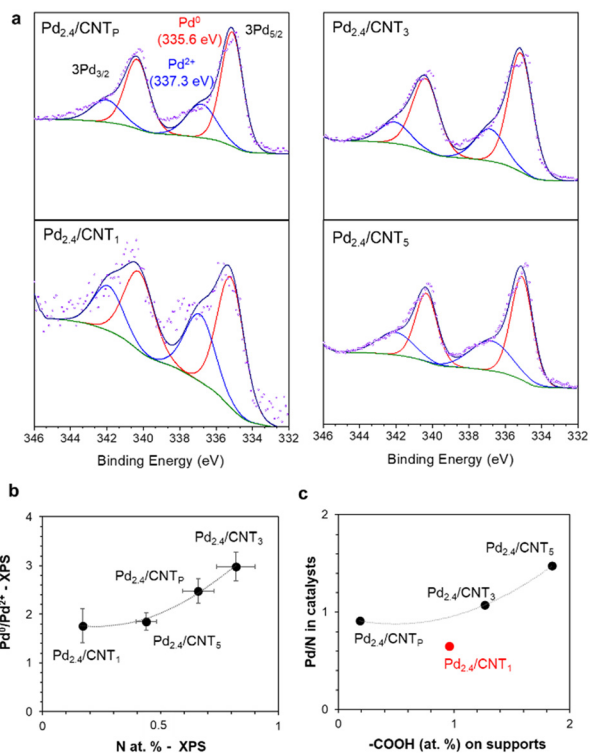 a
Pd₂.₄/CNT_P
Pd⁰
(335.6 eV)
3Pd₅/₂
3Pd₃/₂
Pd²⁺
(337.3 eV)
Pd₂.₄/CNT₃
Pd₂.₄/CNT₁
Pd₂.₄/CNT₅
346 344 342 340 338 336 334 332
Binding Energy (eV)
346 344 342 340 338 336 334 332
Binding Energy (eV)
b
4
3
2
1
0
Pd⁰/Pd²⁺ - XPS
Pd₂.₄/CNT₃
Pd₂.₄/CNT_P
Pd₂.₄/CNT₅
Pd₂.₄/CNT₁
0 0.5 1
N at. % - XPS
c
2
1
0
Pd/N in catalysts
Pd₂.₄/CNT₅
Pd₂.₄/CNT₃
Pd₂.₄/CNT_P
Pd₂.₄/CNT₁
0 1 2
-COOH (at. %) on supports